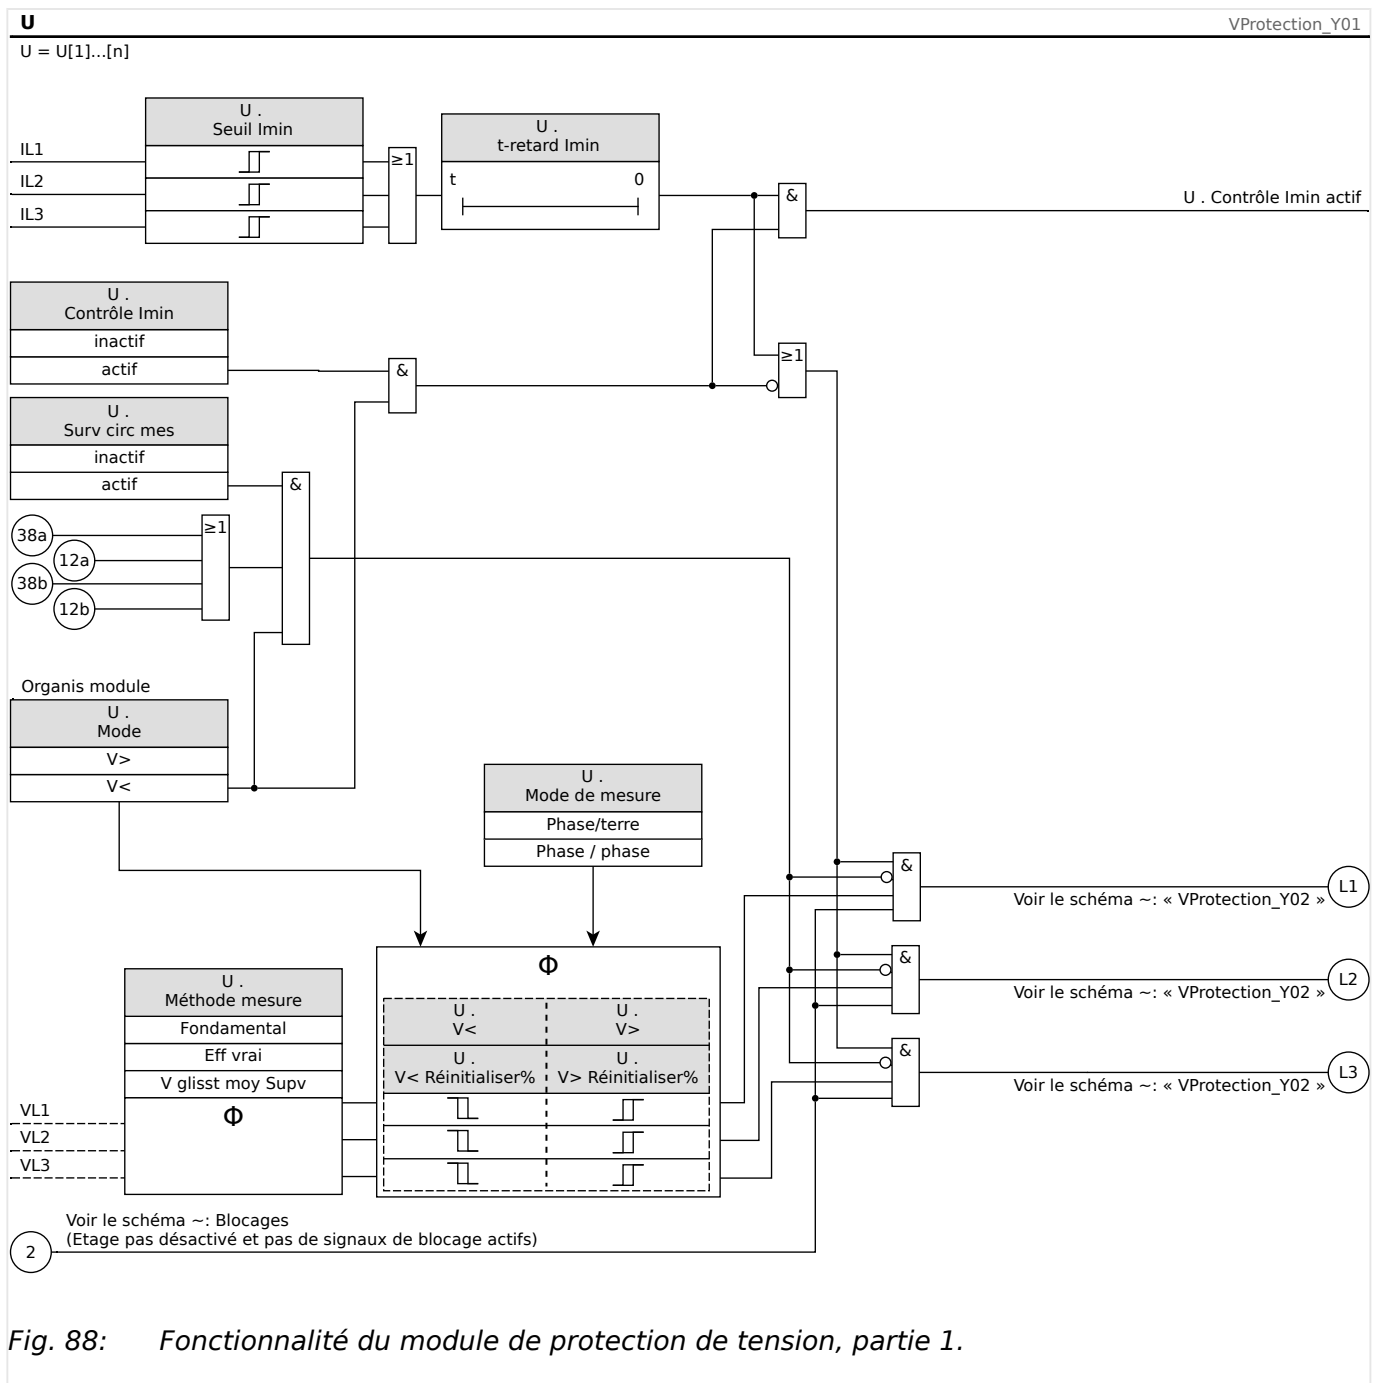 U
VProtection_Y01
U = U[1]...[n]
U .
Seuil Imin
IL1
IL2
IL3
≥1
U .
t-retard Imin
t
0
&
U . Contrôle Imin actif
U .
Contrôle Imin
inactif
actif
&
≥1
U .
Surv circ mes
inactif
actif
&
38a
12a
38b
12b
≥1
Organis module
U .
Mode
V>
V<
U .
Mode de mesure
Phase/terre
Phase / phase
&
L1
Voir le schéma ~: « VProtection_Y02 »
&
L2
Voir le schéma ~: « VProtection_Y02 »
&
L3
Voir le schéma ~: « VProtection_Y02 »
Φ
U .
V<
U .
V>
U .
V< Réinitialiser%
U .
V> Réinitialiser%
U .
Méthode mesure
Fondamental
Eff vrai
V glisst moy Supv
Φ
VL1
VL2
VL3
Voir le schéma ~: Blocages
(Etage pas désactivé et pas de signaux de blocage actifs)
2
Fig. 88: Fonctionnalité du module de protection de tension, partie 1.